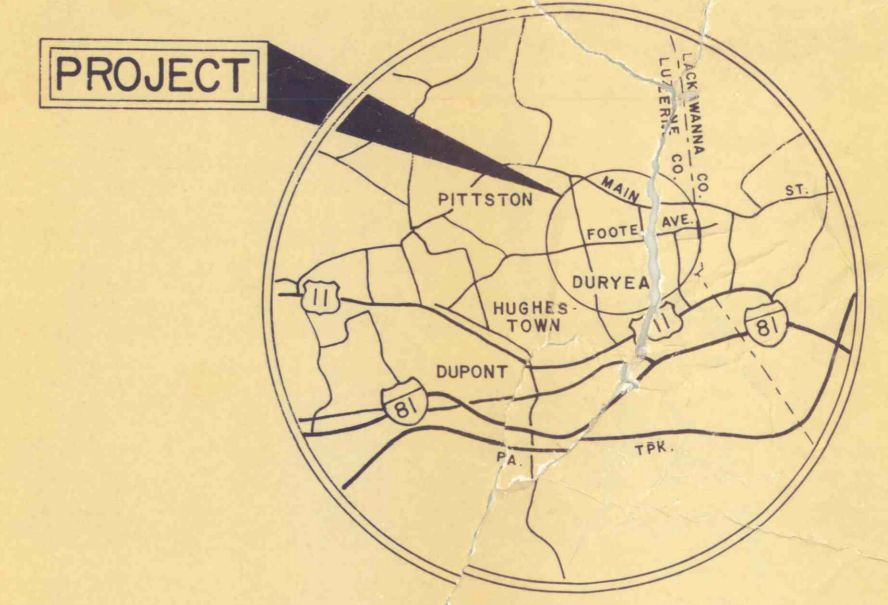 PROJECT
LACKAWANNA CO.
LUZERNE CO.
PITTSTON
MAIN ST.
FOOTE AVE.
DURYEA
11
HUGHES-
TOWN
11
81
DUPONT
81
PA. TPK.